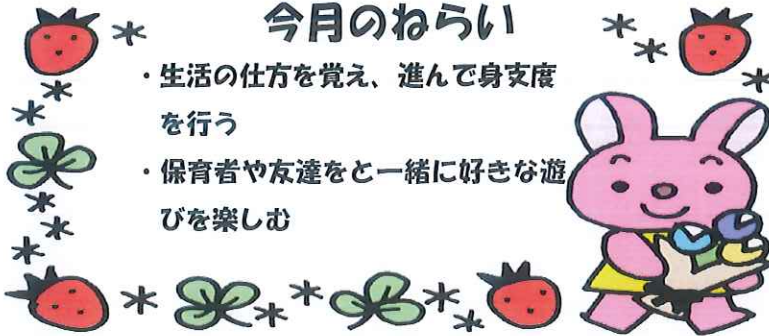 今月のねらい
・生活の仕方を覚え、進んで身支度
を行う
・保育者や友達をと一緒に好きな遊
びを楽しむ